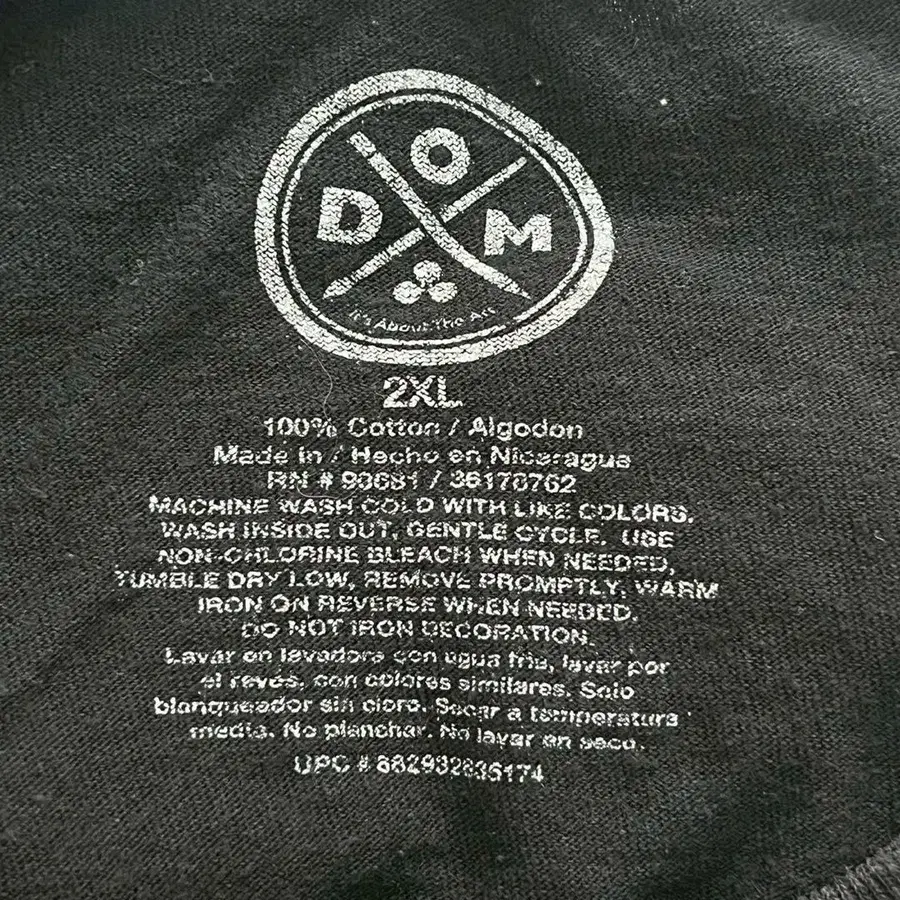 D O M
It's About The Art
2XL
100% Cotton / Algodon
Made in / Hecho en Nicaragua
RN # 90681 / 36170762
MACHINE WASH COLD WITH LIKE COLORS.
WASH INSIDE OUT, GENTLE CYCLE. USE
NON-CHLORINE BLEACH WHEN NEEDED,
TUMBLE DRY LOW, REMOVE PROMPTLY, WARM
IRON ON REVERSE WHEN NEEDED.
DO NOT IRON DECORATION.
Lavar en lavadora con agua fria, lavar por
el reves, con colores similares. Solo
blanqueador sin cloro. Secar a temperatura
media. No planchar. No lavar en seco.
UPC # 882932835174